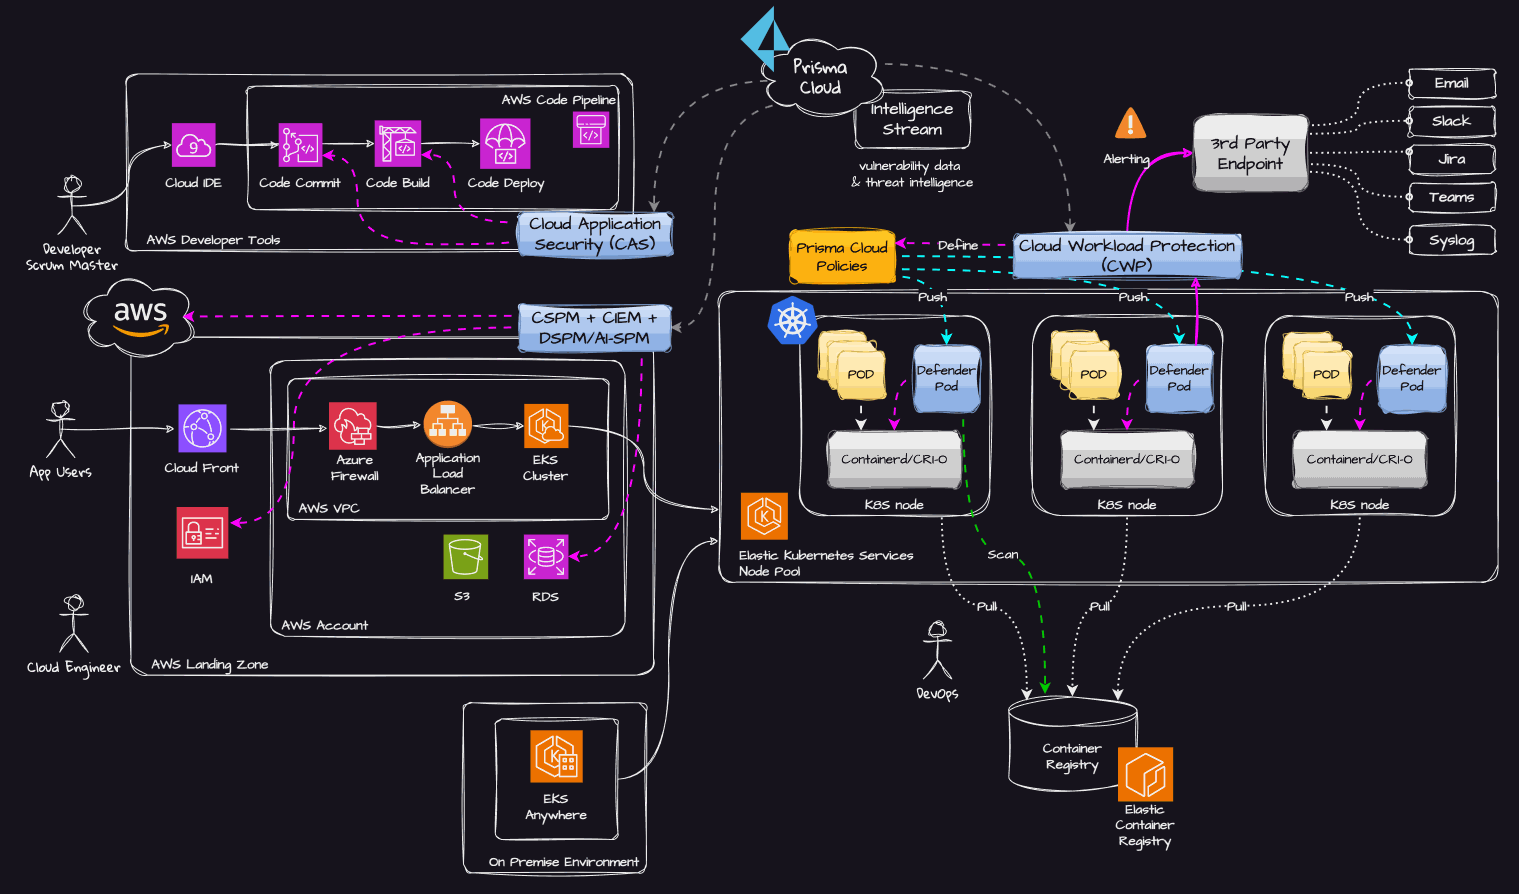 Prisma
Cloud
Intelligence
Stream
vulnerability data
& threat intelligence
AWS Code Pipeline
9
Cloud IDE
Code Commit
Code Build
Code Deploy
AWS Developer Tools
Developer
Scrum Master
Cloud Application
Security (CAS)
Alerting
3rd Party
Endpoint
Email
Slack
Jira
Teams
Syslog
Prisma Cloud
Policies
Define
Cloud Workload Protection
(CWP)
Push
Push
Push
aws
CSPM + CIEM +
DSPM/AI-SPM
App Users
Cloud Front
Azure
Firewall
Application
Load
Balancer
EKS
Cluster
AWS VPC
IAM
S3
RDS
AWS Account
Cloud Engineer
AWS Landing Zone
POD
Defender
Pod
Containerd/CRI-O
K8S node
POD
Defender
Pod
Containerd/CRI-O
K8S node
POD
Defender
Pod
Containerd/CRI-O
K8S node
K
Elastic Kubernetes Services
Node Pool
Scan
Pull
Pull
Pull
DevOps
Container
Registry
Elastic
Container
Registry
K
EKS
Anywhere
On Premise Environment